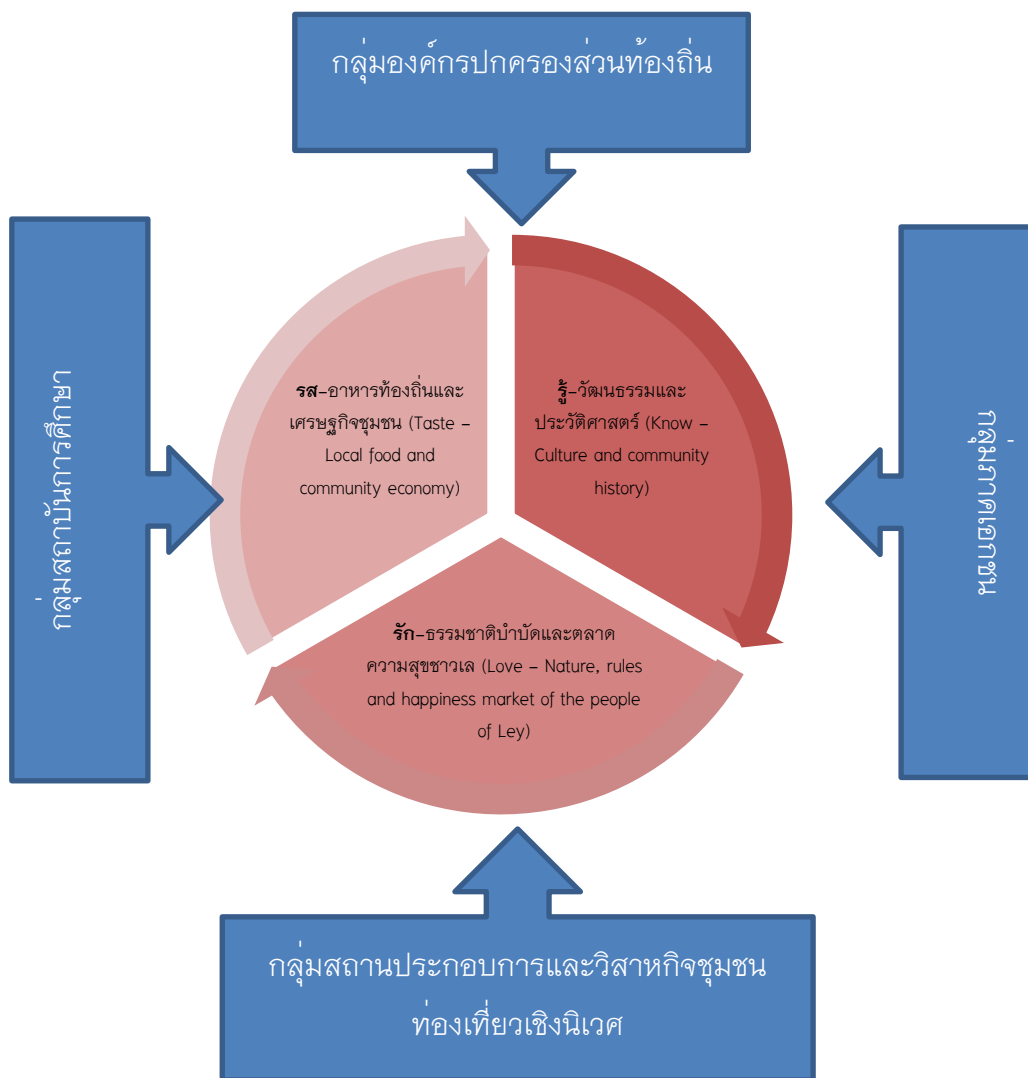 กลุ่มองค์กรปกครองส่วนท้องถิ่น
กลุ่มสถาบันการศึกษา
รส-อาหารท้องถิ่นและ
เศรษฐกิจชุมชน (Taste –
Local food and
community economy)
รู้-วัฒนธรรมและ
ประวัติศาสตร์ (Know –
Culture and community
history)
กลุ่มภาคเอกชน
รัก-ธรรมชาติบำบัดและตลาด
ความสุขชาวเล (Love – Nature, rules
and happiness market of the people
of Ley)
กลุ่มสถานประกอบการและวิสาหกิจชุมชน
ท่องเที่ยวเชิงนิเวศ